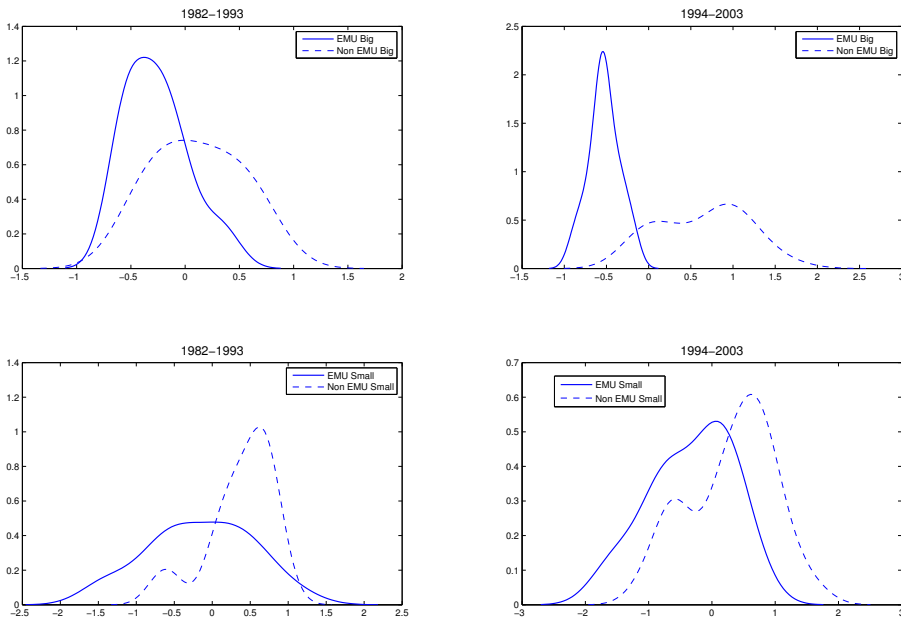 1982−1993
1.4
1.2
1
0.8
0.6
0.4
0.2
0
−1.5 −1 −0.5 0 0.5 1 1.5 2
EMU Big
Non EMU Big
1994−2003
2.5
2
1.5
1
0.5
0
−1.5 −1 −0.5 0 0.5 1 1.5 2 2.5 3
EMU Big
Non EMU Big
1982−1993
1.4
1.2
1
0.8
0.6
0.4
0.2
0
−2.5 −2 −1.5 −1 −0.5 0 0.5 1 1.5 2 2.5
EMU Small
Non EMU Small
1994−2003
0.7
0.6
0.5
0.4
0.3
0.2
0.1
0
−3 −2 −1 0 1 2 3
EMU Small
Non EMU Small